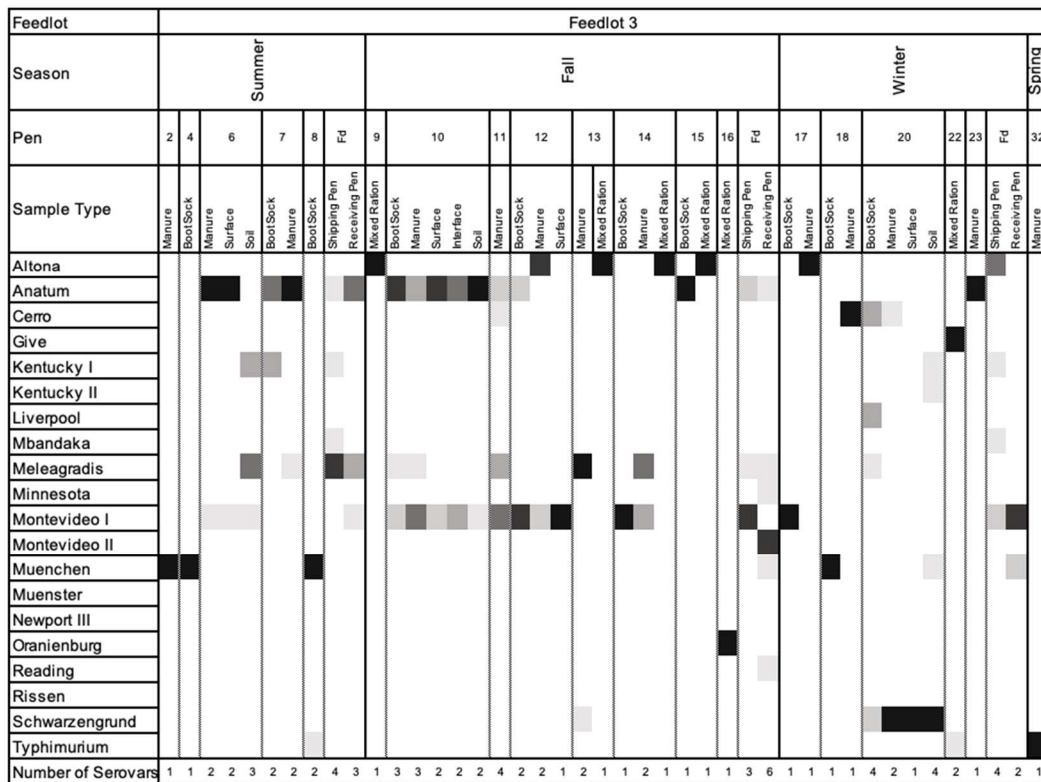 Feedlot Feedlot 3
Season Summer Fall Winter Spring
Pen 2 4 6 7 8 Fd 9 10 11 12 13 14 15 16 Fd 17 18 20 22 23 Fd 32
Sample Type Manure BootSock Manure Surface Soil BootSock Manure BootSock Shipping Pen Receiving Pen Mixed Ration BootSock Manure Surface Interface Soil Manure BootSock Manure Surface Manure Mixed Ration BootSock Manure Mixed Ration BootSock Mixed Ration Mixed Ration Shipping Pen Receiving Pen BootSock Manure BootSock Manure BootSock Manure Surface Soil Mixed Ration Manure Shipping Pen Receiving Pen Manure
Altona
Anatum
Cerro
Give
Kentucky I
Kentucky II
Liverpool
Mbandaka
Meleagradis
Minnesota
Montevideo I
Montevideo II
Muenchen
Muenster
Newport III
Oranienburg
Reading
Rissen
Schwarzengrund
Typhimurium
Number of Serovars 1 1 2 2 3 2 2 2 4 3 1 3 3 2 2 2 4 2 2 1 2 1 1 2 1 1 1 1 3 6 1 1 1 1 4 2 1 4 2 1 4 2 1